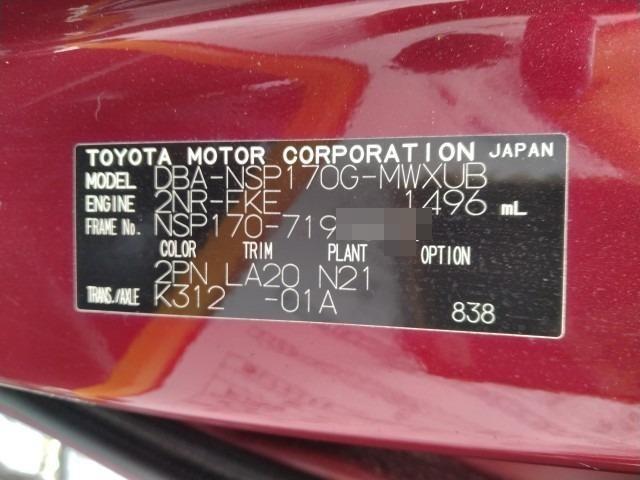 TOYOTA MOTOR CORPORATION JAPAN
MODEL DBA-NSP170G-MWXUB
ENGINE 2NR-FKE 1496 mL
FRAME No. NSP170-719
COLOR TRIM PLANT OPTION
2PN LA20 N21
TRANS./AXLE K312 -01A
838